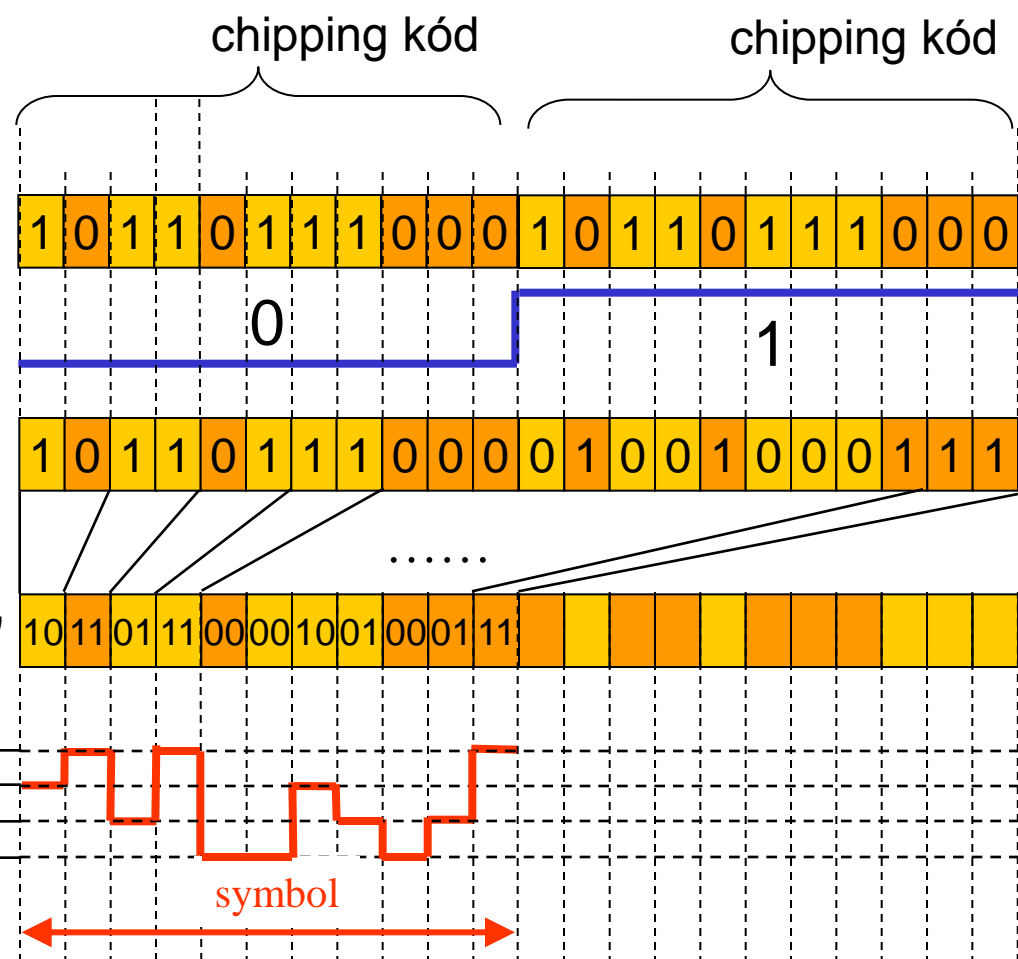 chipping kód chipping kód
1 0 1 1 0 1 1 1 0 0 0 1 0 1 1 0 1 1 1 0 0 0
0 1
1 0 1 1 0 1 1 1 0 0 0 0 1 0 0 1 0 0 0 1 1 1
......
10 11 01 11 00 00 10 01 00 01 11
symbol